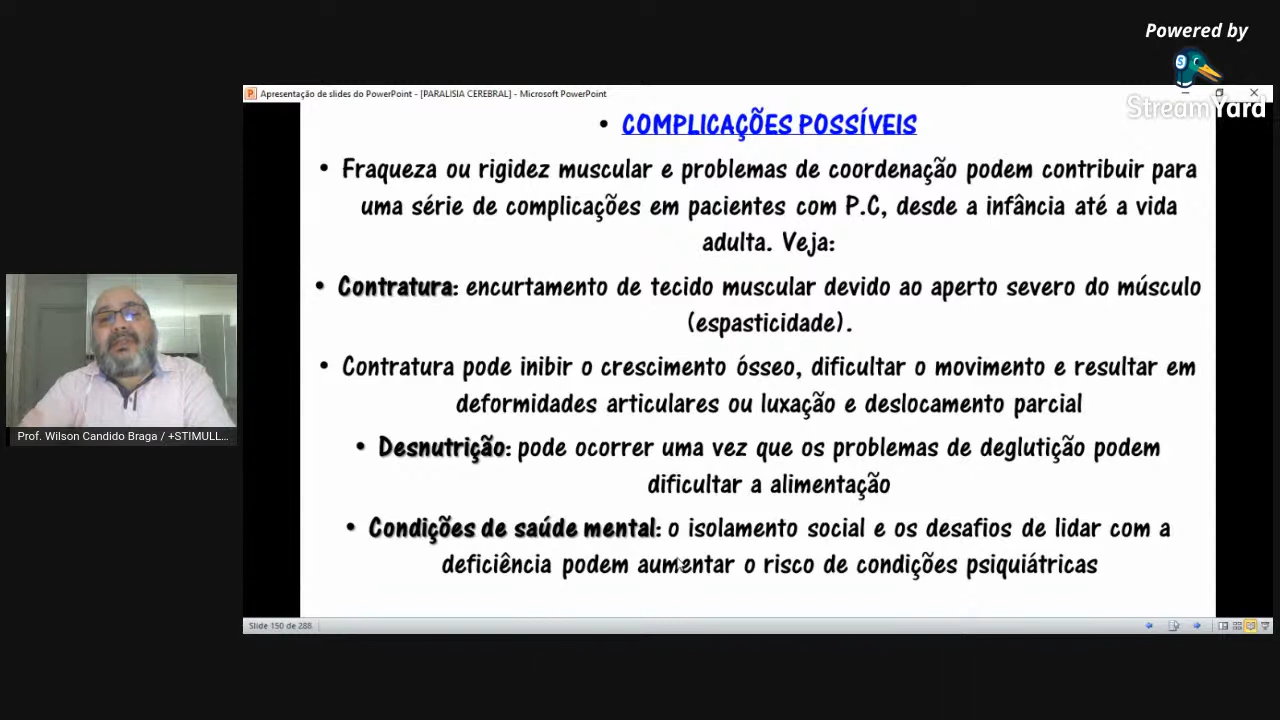 Powered by
StreamYard
Apresentação de slides do PowerPoint - [PARALISIA CEREBRAL] - Microsoft PowerPoint
• COMPLICAÇÕES POSSÍVEIS
• Fraqueza ou rigidez muscular e problemas de coordenação podem contribuir para
uma série de complicações em pacientes com P.C, desde a infância até a vida
adulta. Veja:
• Contratura: encurtamento de tecido muscular devido ao aperto severo do músculo
(espasticidade).
• Contratura pode inibir o crescimento ósseo, dificultar o movimento e resultar em
deformidades articulares ou luxação e deslocamento parcial
• Desnutrição: pode ocorrer uma vez que os problemas de deglutição podem
dificultar a alimentação
• Condições de saúde mental: o isolamento social e os desafios de lidar com a
deficiência podem aumentar o risco de condições psiquiátricas
Prof. Wilson Candido Braga / +STIMULL...
Slide 150 de 288